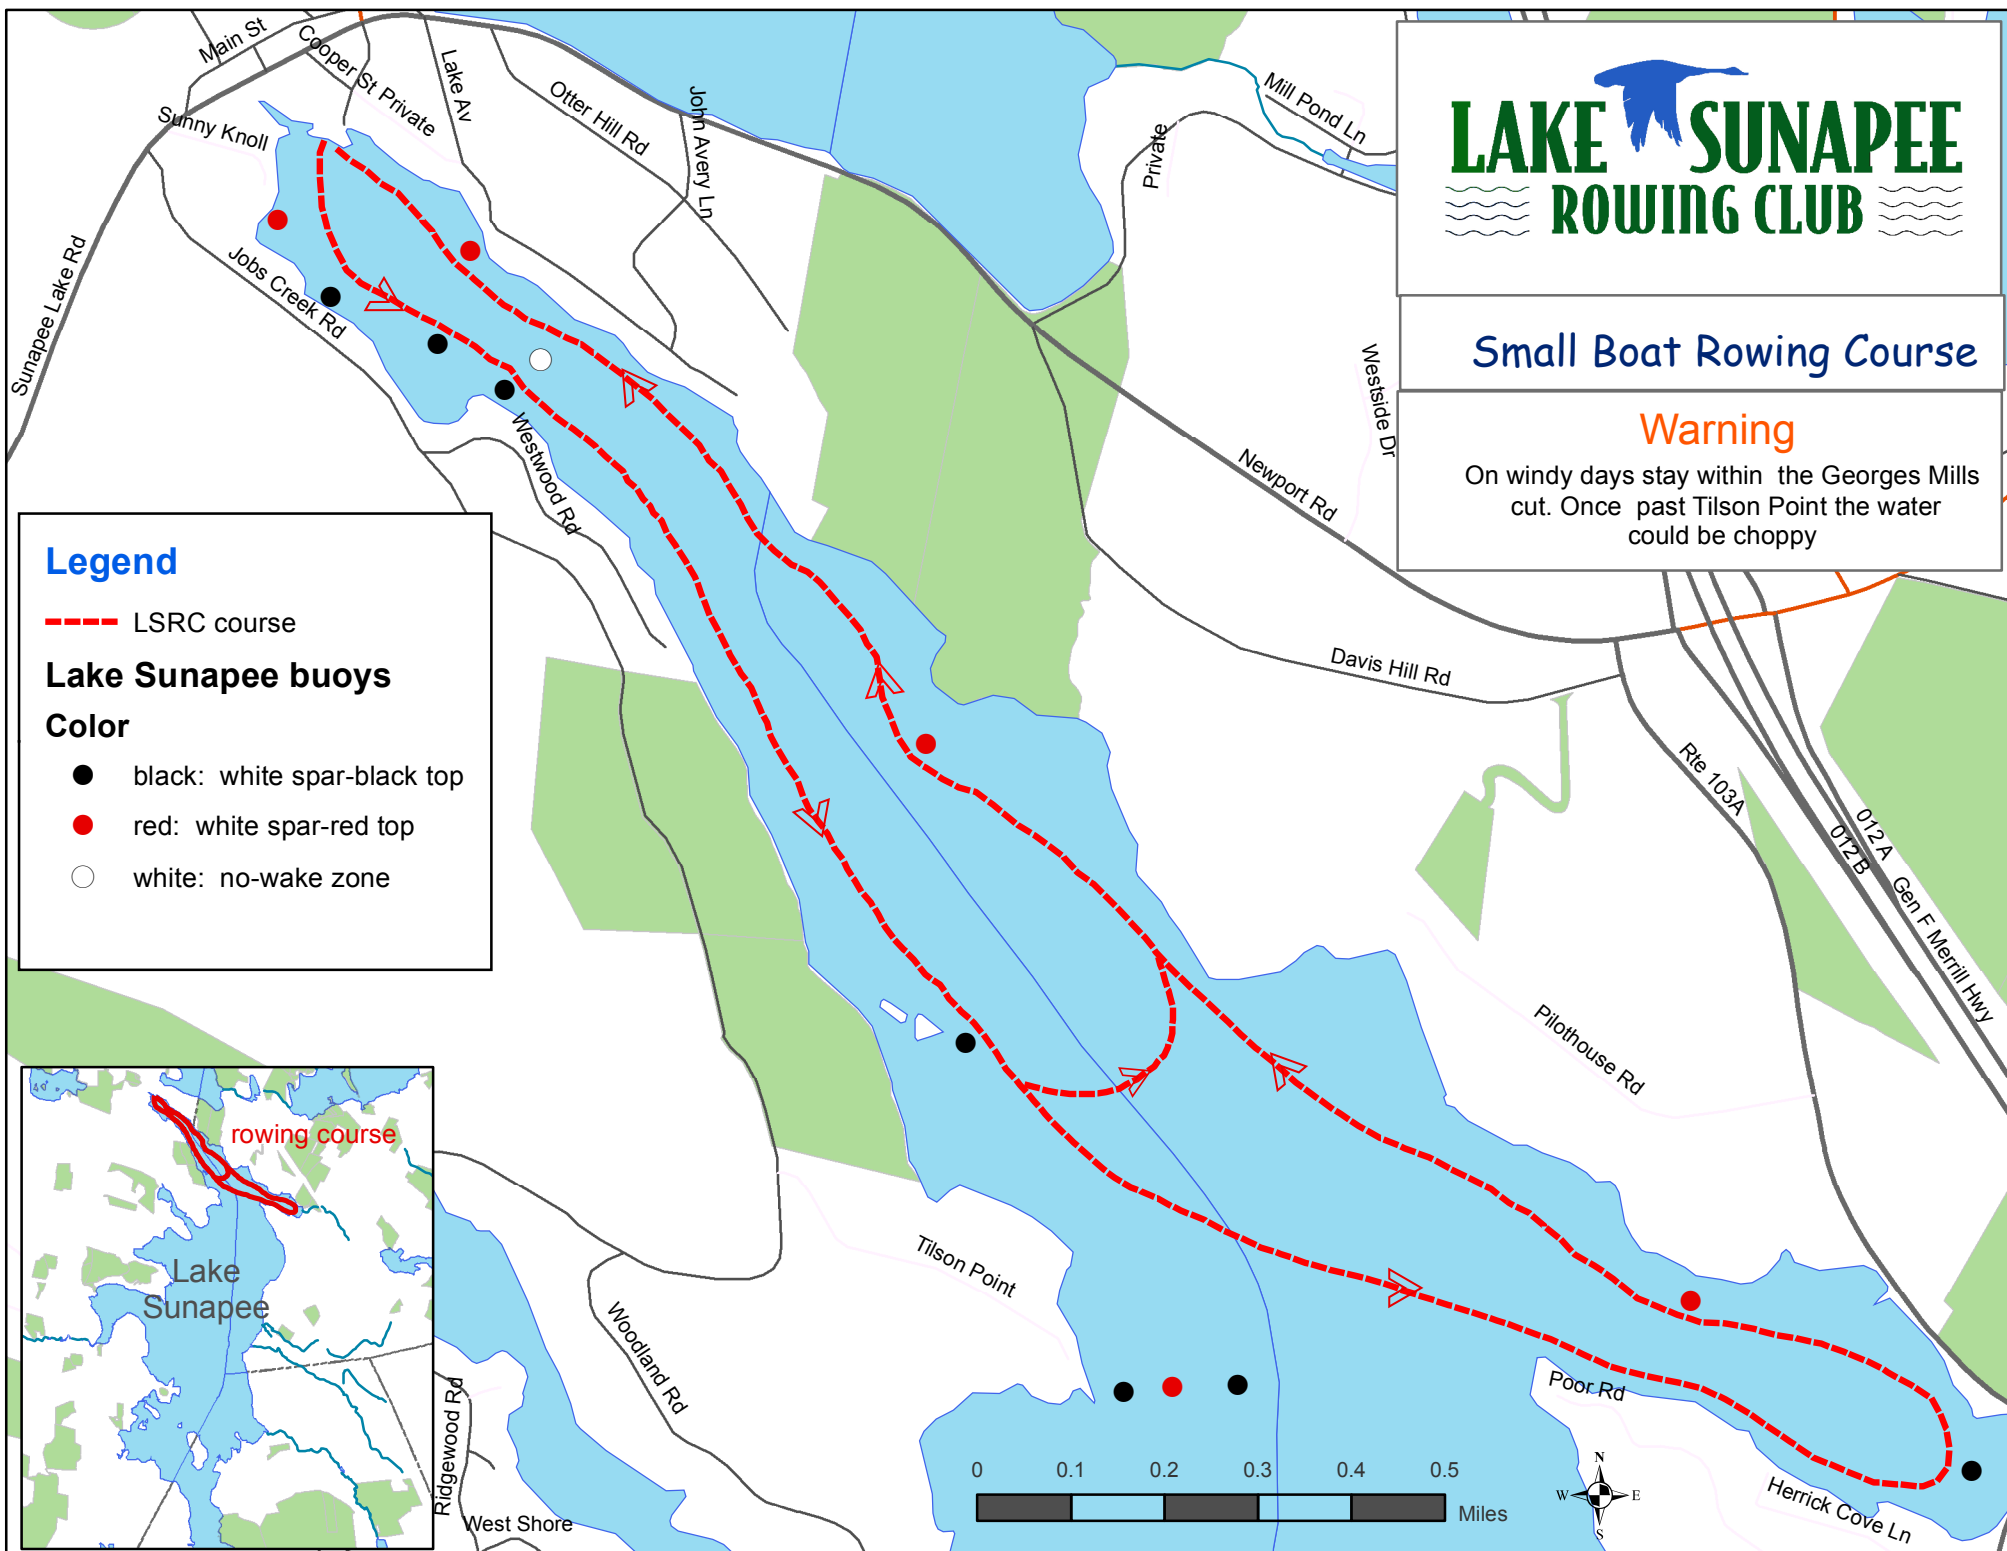 LAKE SUNAPEE
ROWING CLUB
Small Boat Rowing Course
Warning
On windy days stay within the Georges Mills
cut. Once past Tilson Point the water
could be choppy
Main St
Cooper St Private
Lake Av
Otter Hill Rd
John Avery Ln
Sunny Knoll
Sunapee Lake Rd
Jobs Creek Rd
Westwood Rd
Private
Mill Pond Ln
Westside Dr
Newport Rd
Davis Hill Rd
Rte 103A
012 A
012 B
Gen F Merrill Hwy
Pilothouse Rd
Legend
LSRC course
Lake Sunapee buoys
Color
black: white spar-black top
red: white spar-red top
white: no-wake zone
rowing course
Lake
Sunapee
Tilson Point
Woodland Rd
Ridgewood Rd
West Shore
Poor Rd
Herrick Cove Ln
0 0.1 0.2 0.3 0.4 0.5
Miles
N
W E
S